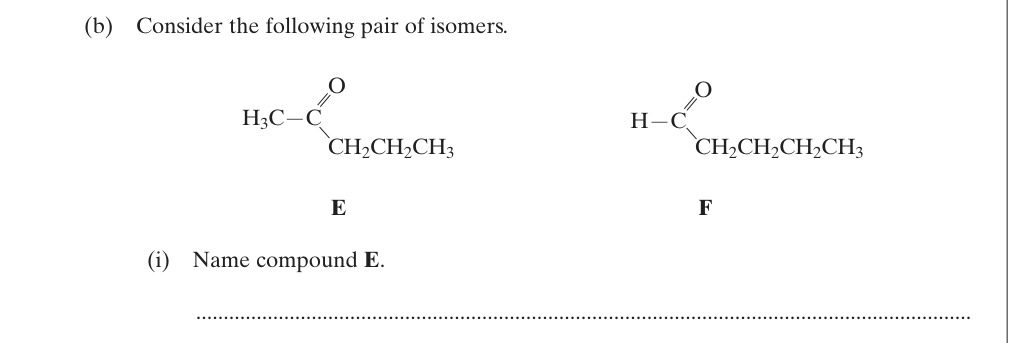 (b) Consider the following pair of isomers.
O
H₃C–C
CH₂CH₂CH₃
E
O
H–C
CH₂CH₂CH₂CH₃
F
(i) Name compound E.